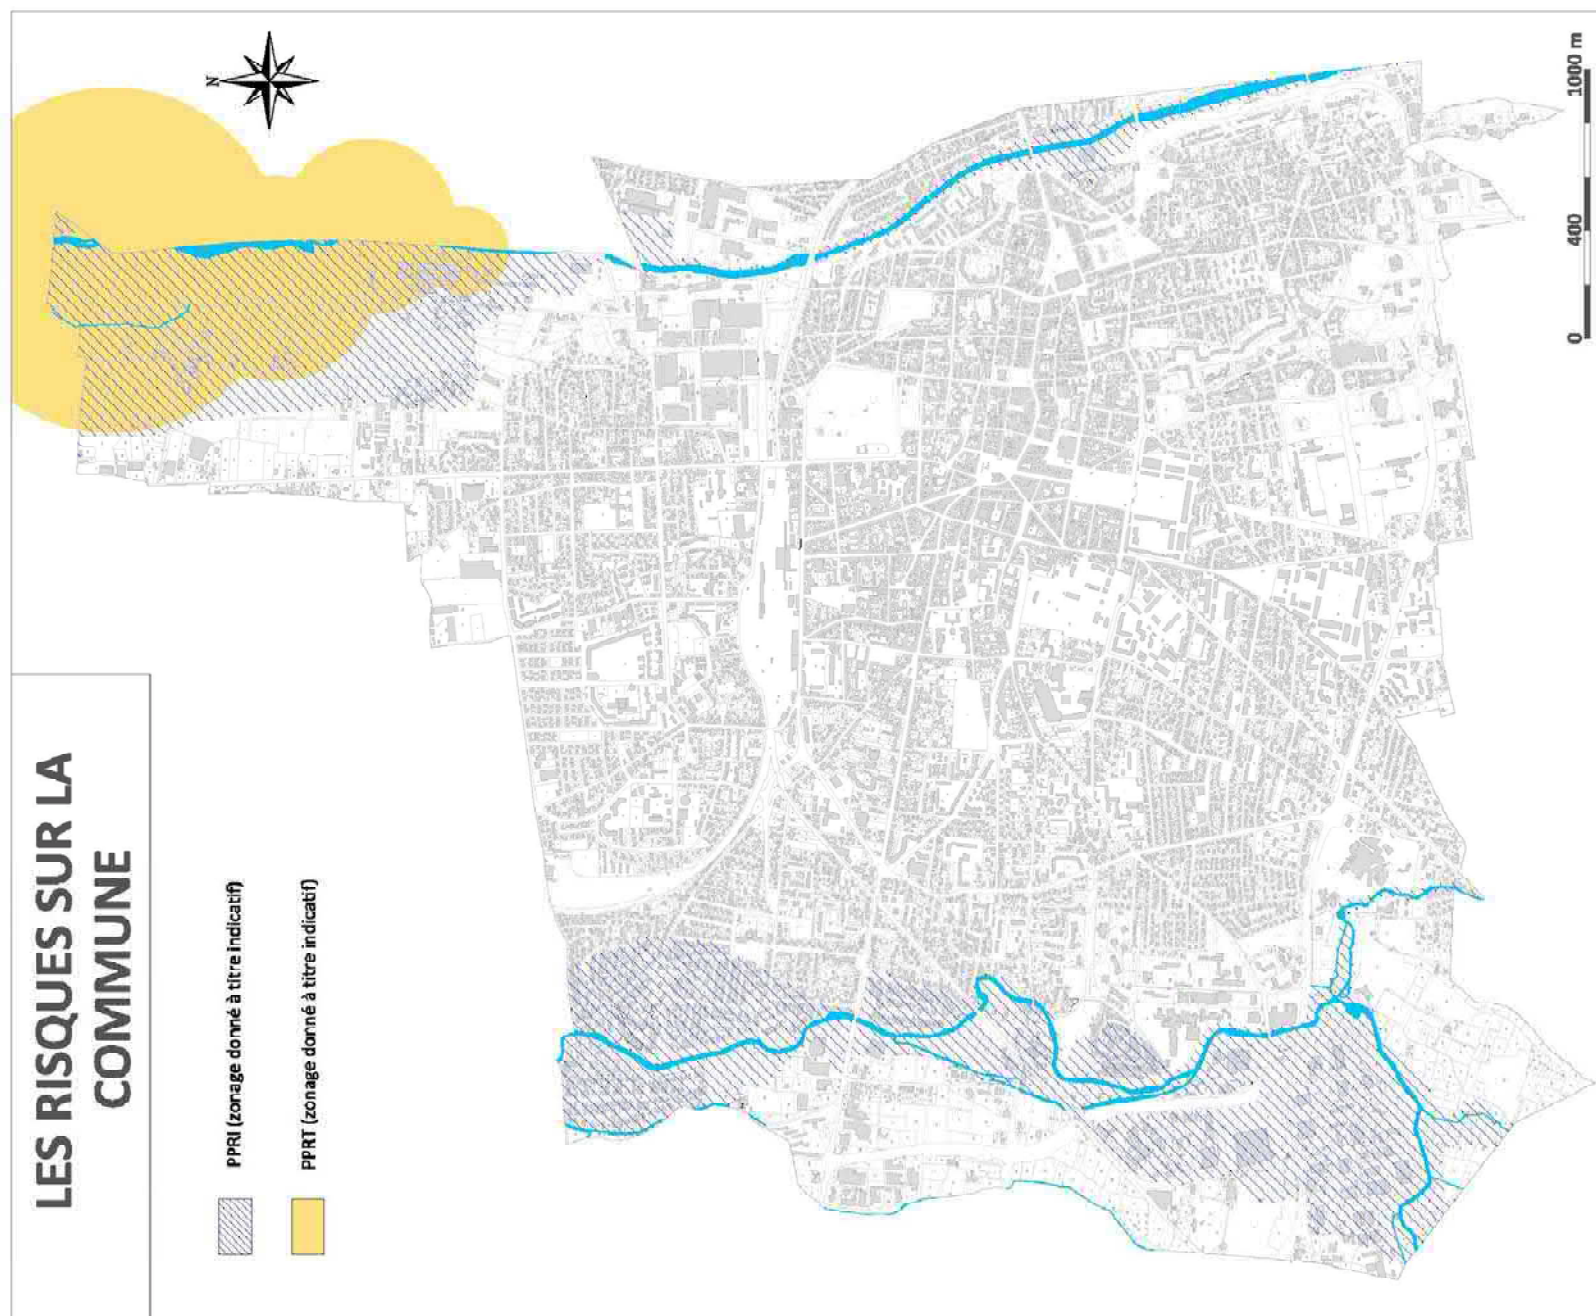 LES RISQUES SUR LA
COMMUNE
PPRI (zonage donné à titre indicatif)
PPRT (zonage donné à titre indicatif)
N
0 400 1000 m